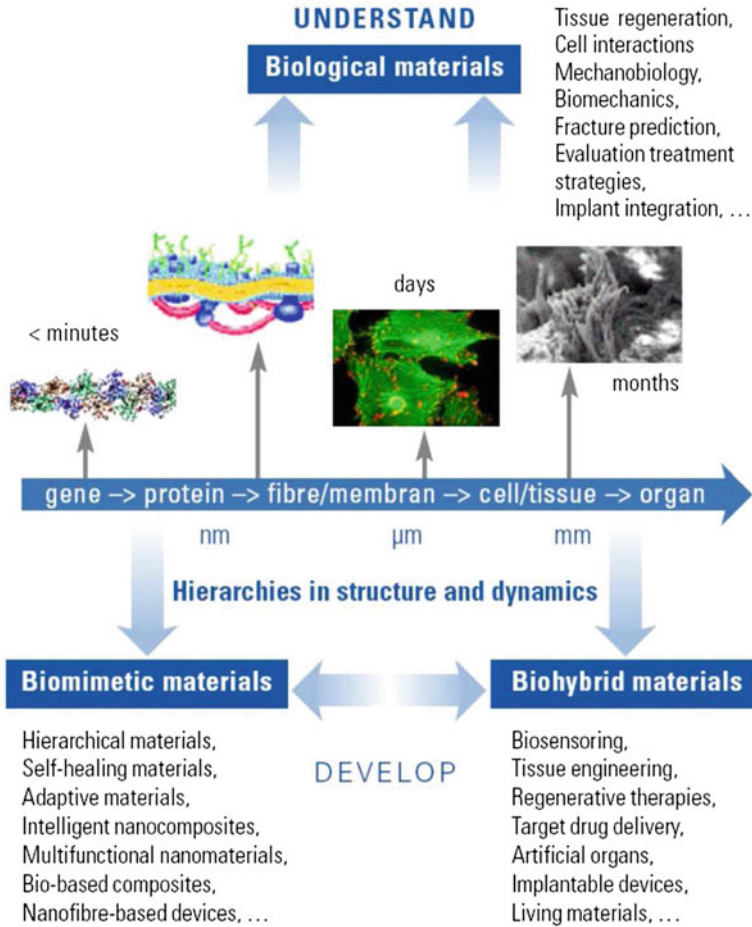 UNDERSTAND
Biological materials
Tissue regeneration,
Cell interactions
Mechanobiology,
Biomechanics,
Fracture prediction,
Evaluation treatment
strategies,
Implant integration, …
< minutes
days
months
gene –> protein –> fibre/membran –> cell/tissue –> organ
nm
µm
mm
Hierarchies in structure and dynamics
Biomimetic materials
Biohybrid materials
DEVELOP
Hierarchical materials,
Self-healing materials,
Adaptive materials,
Intelligent nanocomposites,
Multifunctional nanomaterials,
Bio-based composites,
Nanofibre-based devices, …
Biosensoring,
Tissue engineering,
Regenerative therapies,
Target drug delivery,
Artificial organs,
Implantable devices,
Living materials, …